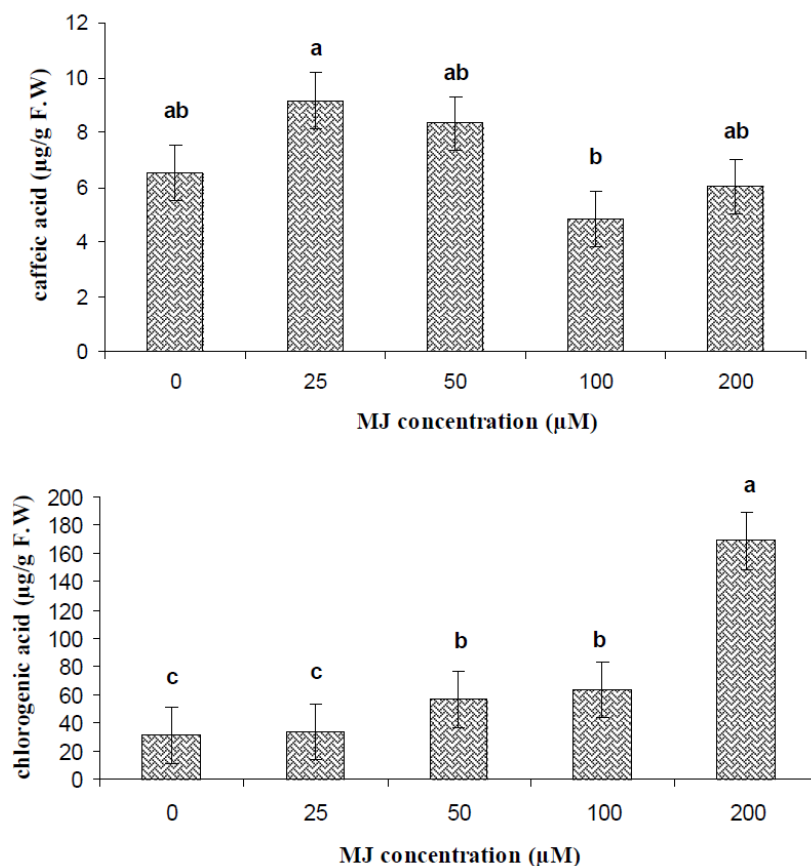 caffeic acid (µg/g F.W)
12
10
8
6
4
2
0
ab
a
ab
b
ab
0 25 50 100 200
MJ concentration (µM)
chlorogenic acid (µg/g F.W)
200
180
160
140
120
100
80
60
40
20
0
c
c
b
b
a
0 25 50 100 200
MJ concentration (µM)